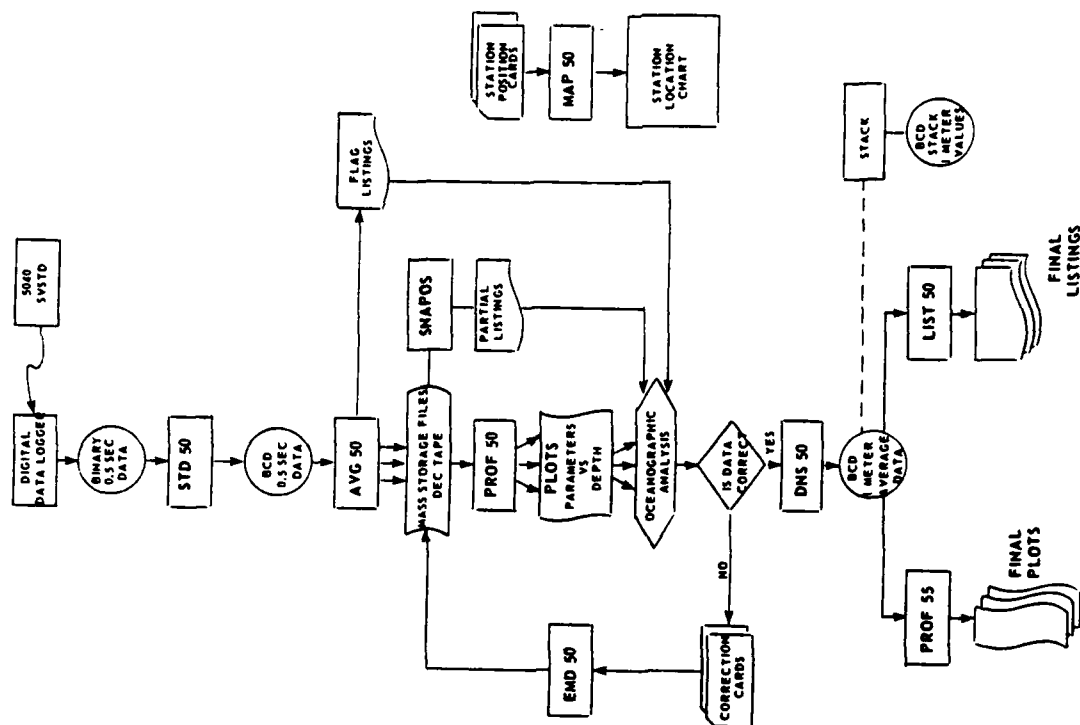 5040
SVSTD
DIGITAL
DATA LOGGER
BINARY
0.5 SEC
DATA
STD 50
BCD
0.5 SEC
DATA
AVG 50
FLAG
LISTINGS
MASS STORAGE FILES
DEC TAPE
SNAPOS
PARTIAL
LISTINGS
PROF 50
PLOTS
PARAMETERS
VS
DEPTH
OCEANOGRAPHIC
ANALYSIS
IS DATA
CORRECT?
YES
NO
CORRECTION
CARDS
EMD 50
DNS 50
BCD
1 METER
AVERAGE
DATA
PROF 55
FINAL
PLOTS
LIST 50
FINAL
LISTINGS
STACK
BCD
STACK
1 METER
VALUES
STATION
POSITION
CARDS
MAP 50
STATION
LOCATION
CHART